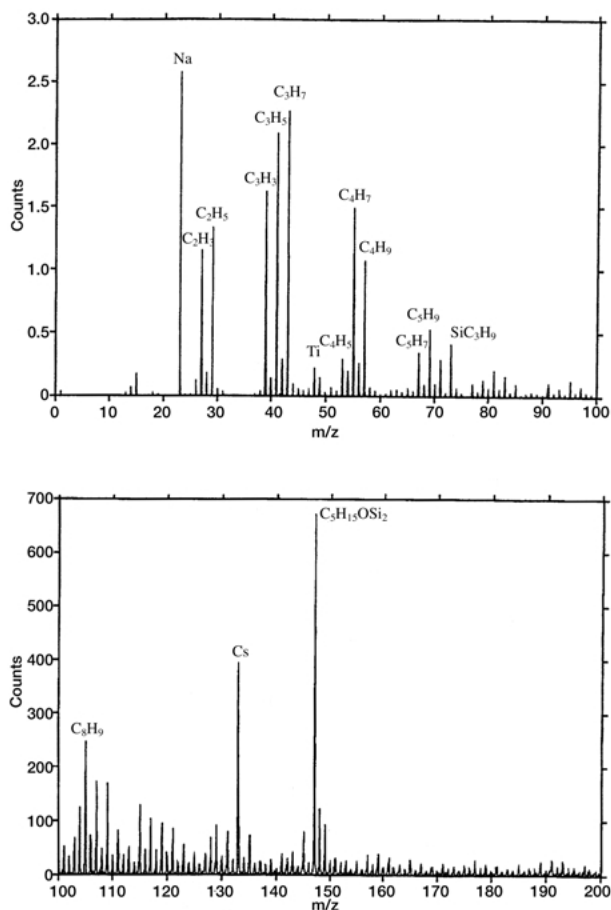 3.0
Na
2.5
C₃H₇
C₃H₅
2.0
C₃H₃
C₄H₇
1.5
C₂H₅
C₂H₃
C₄H₉
1.0
C₅H₉
0.5
Ti
C₄H₅
C₅H₇
SiC₃H₉
0
0 10 20 30 40 50 60 70 80 90 100
m/z
Counts
700
C₅H₁₅OSi₂
600
500
400
Cs
300
C₈H₉
200
100
0
100 110 120 130 140 150 160 170 180 190 200
m/z
Counts